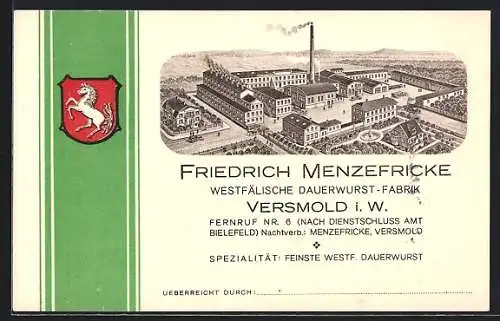 FRIEDRICH MENZEFRICKE
WESTFÄLISCHE DAUERWURST-FABRIK
VERSMOLD i. W.
FERNRUF NR. 6 (NACH DIENSTSCHLUSS AMT
BIELEFELD) Nachtverb.: MENZEFRICKE, VERSMOLD
SPEZIALITÄT: FEINSTE WESTF. DAUERWURST
UEBERREICHT DURCH: